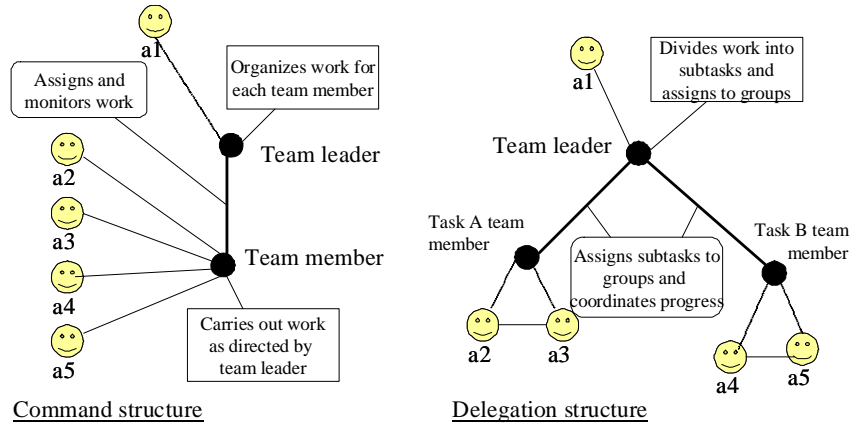 a1
Assigns and
monitors work
Organizes work for
each team member
Team leader
a2
a3
a4
a5
Team member
Carries out work
as directed by
team leader
Command structure
a1
Divides work into
subtasks and
assigns to groups
Team leader
Task A team
member
Task B team
member
Assigns subtasks to
groups and
coordinates progress
a2
a3
a4
a5
Delegation structure